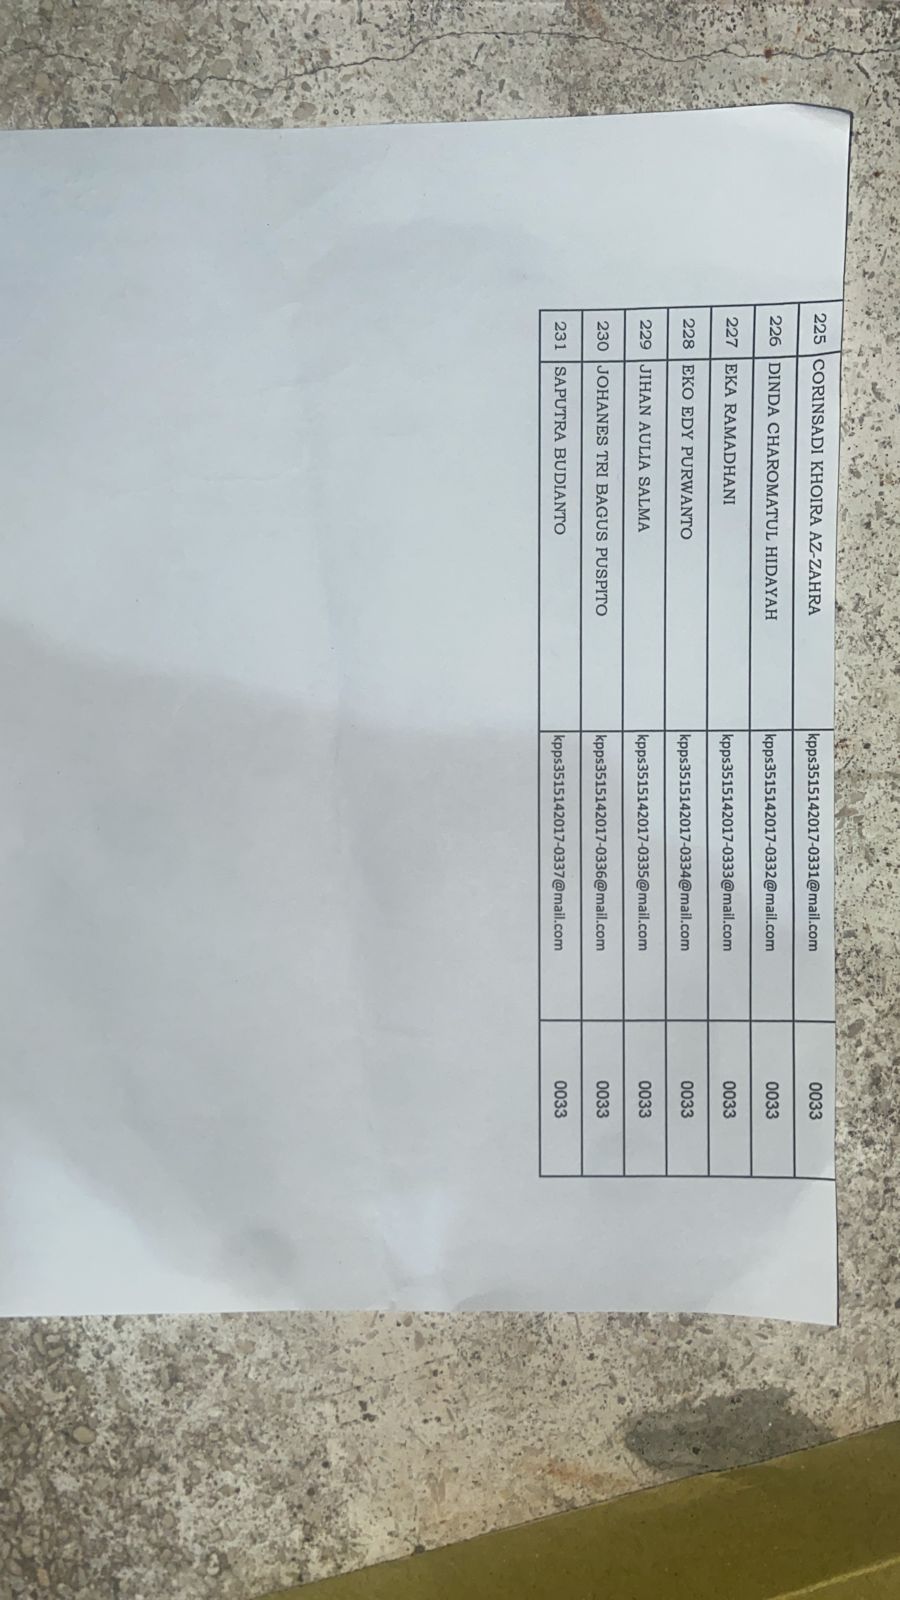 225 CORINSADI KHOIRA AZ-ZAHRA kpps3515142017-0331@mail.com 0033
226 DINDA CHAROMATUL HIDAYAH kpps3515142017-0332@mail.com 0033
227 EKA RAMADHANI kpps3515142017-0333@mail.com 0033
228 EKO EDY PURWANTO kpps3515142017-0334@mail.com 0033
229 JIHAN AULIA SALMA kpps3515142017-0335@mail.com 0033
230 JOHANES TRI BAGUS PUSPITO kpps3515142017-0336@mail.com 0033
231 SAPUTRA BUDIANTO kpps3515142017-0337@mail.com 0033